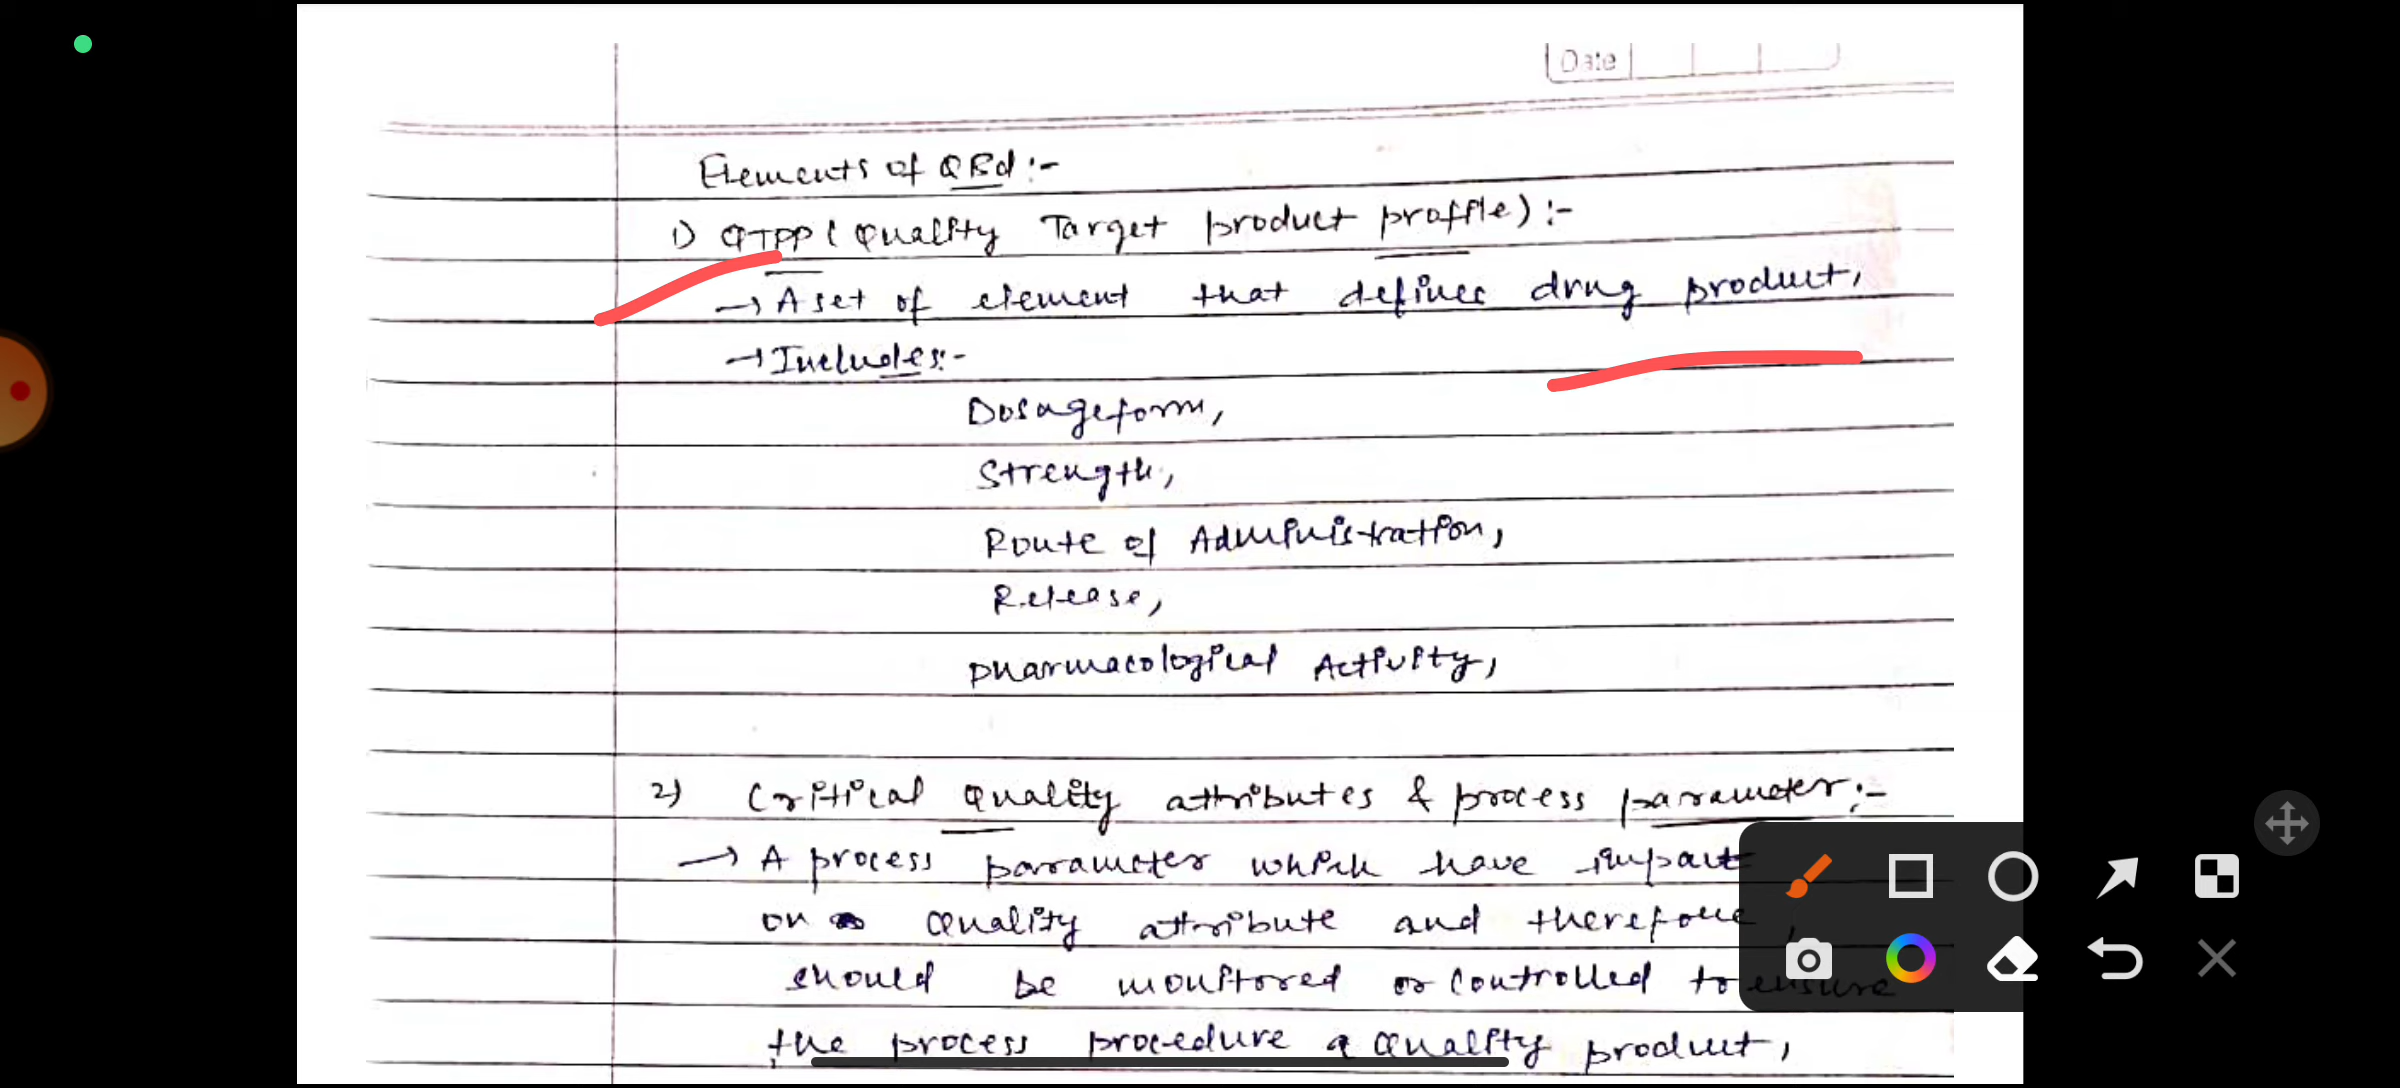 Date
Elements of QBd :-
1) QTPP ( Quality Target product profile) :-
→ A set of element that defines drug product,
→ Includes:-
Dosageform,
Strength,
Route of Administration,
Release,
pharmacological Activity,
2) Critical Quality attributes & process parameter :-
→ A process parameter which have impact
on Quality attribute and therefore,
should be monitored or controlled to ensure
the process procedure a Quality product,